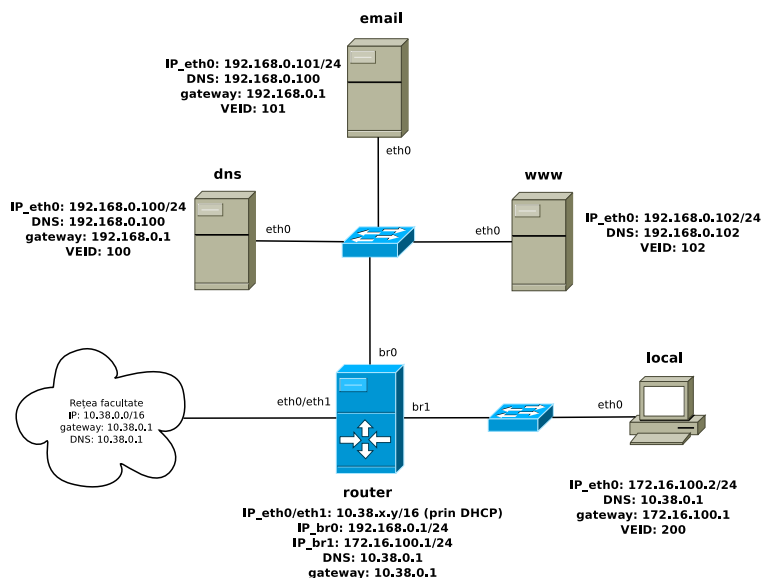 email
IP_eth0: 192.168.0.101/24
DNS: 192.168.0.100
gateway: 192.168.0.1
VEID: 101
eth0
dns
IP_eth0: 192.168.0.100/24
DNS: 192.168.0.100
gateway: 192.168.0.1
VEID: 100
eth0
www
eth0
IP_eth0: 192.168.0.102/24
DNS: 192.168.0.102
VEID: 102
br0
Rețea facultate
IP: 10.38.0.0/16
gateway: 10.38.0.1
DNS: 10.38.0.1
eth0/eth1
br1
router
IP_eth0/eth1: 10.38.x.y/16 (prin DHCP)
IP_br0: 192.168.0.1/24
IP_br1: 172.16.100.1/24
DNS: 10.38.0.1
gateway: 10.38.0.1
local
eth0
IP_eth0: 172.16.100.2/24
DNS: 10.38.0.1
gateway: 172.16.100.1
VEID: 200